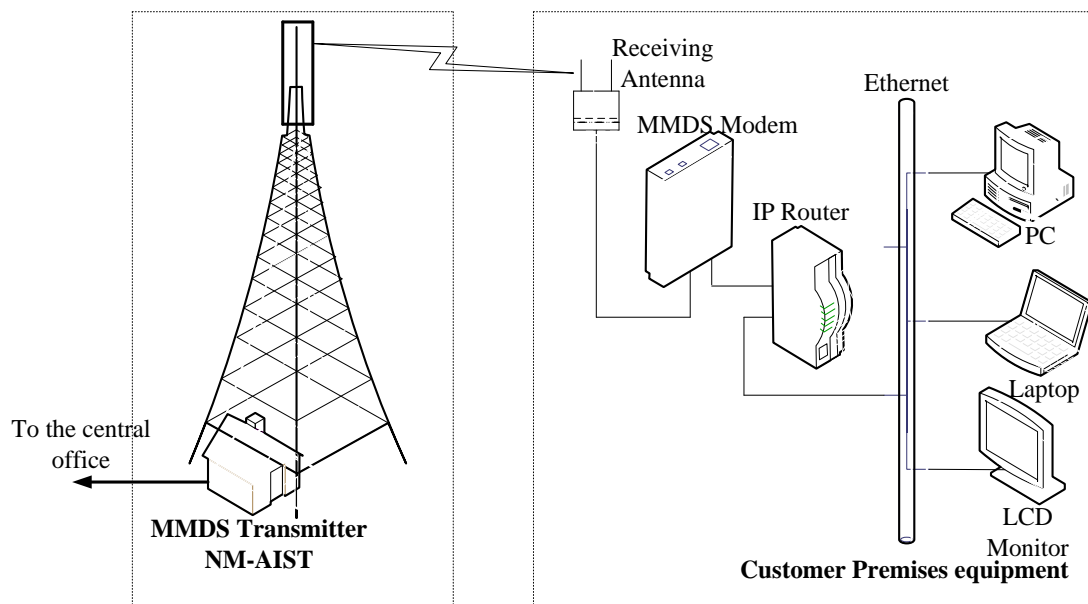 To the central
office
MMDS Transmitter
NM-AIST
Receiving
Antenna
MMDS Modem
IP Router
Ethernet
PC
Laptop
LCD
Monitor
Customer Premises equipment